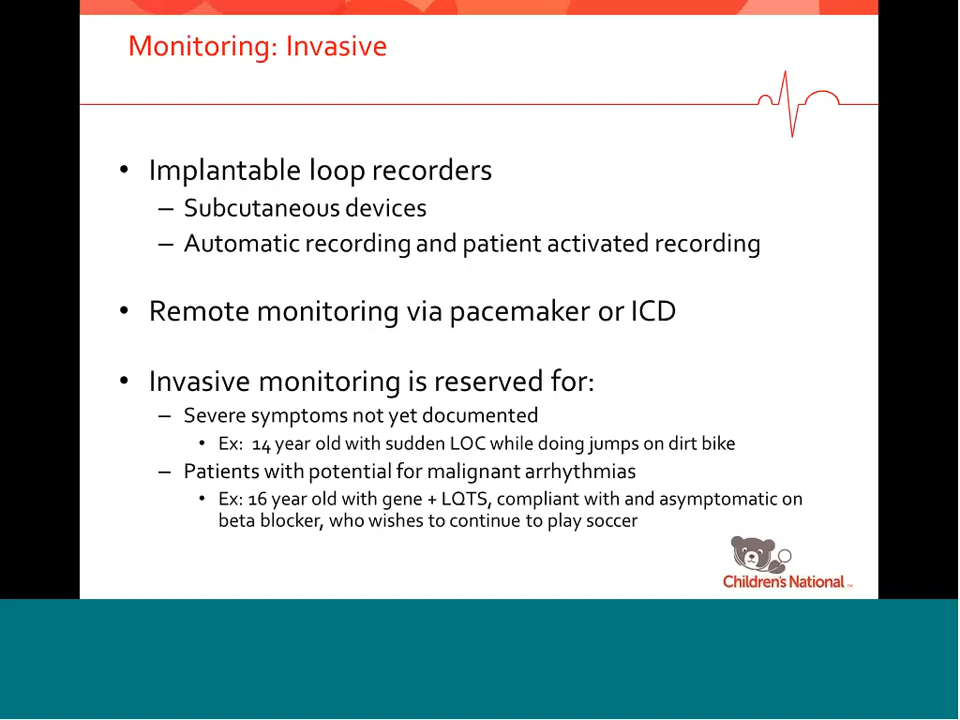 Monitoring: Invasive
• Implantable loop recorders
– Subcutaneous devices
– Automatic recording and patient activated recording
• Remote monitoring via pacemaker or ICD
• Invasive monitoring is reserved for:
– Severe symptoms not yet documented
• Ex:  14 year old with sudden LOC while doing jumps on dirt bike
– Patients with potential for malignant arrhythmias
• Ex: 16 year old with gene + LQTS, compliant with and asymptomatic on
beta blocker, who wishes to continue to play soccer
Children's National